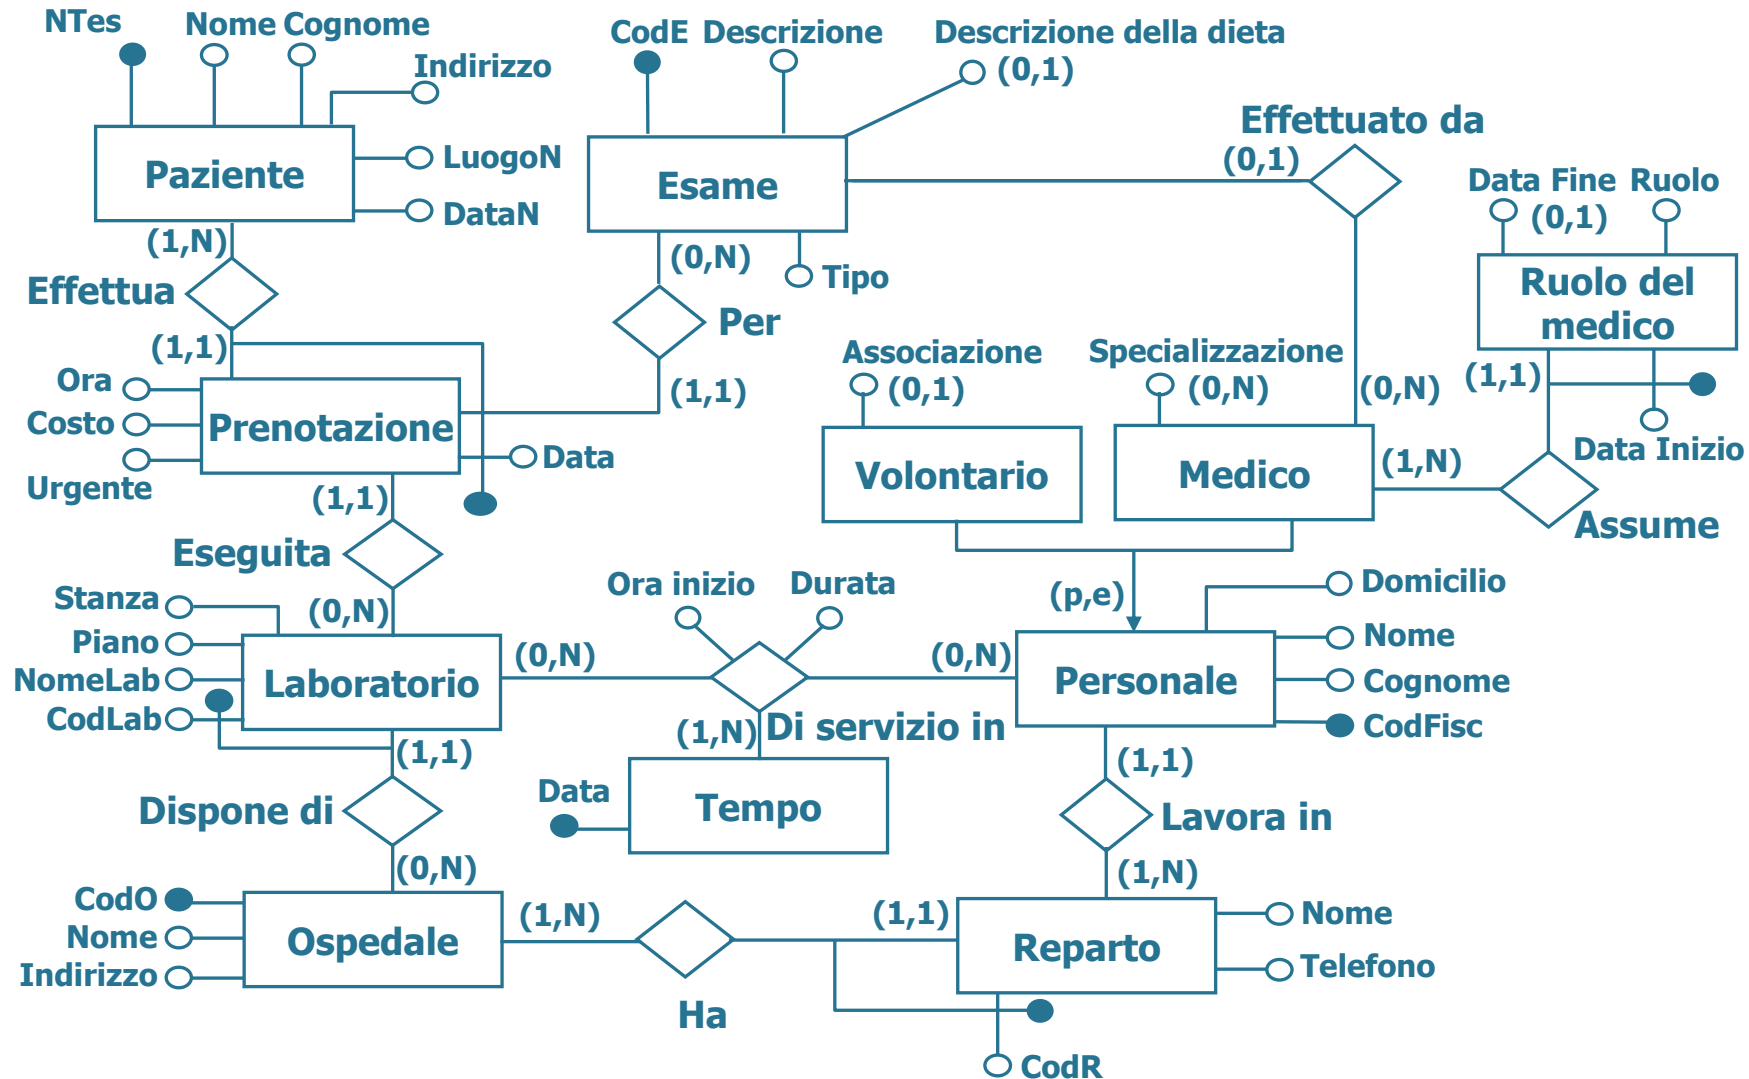 NTes
Nome Cognome
CodE Descrizione
Descrizione della dieta
(0,1)
Indirizzo
Effettuato da
(0,1)
Paziente
LuogoN
DataN
Esame
Data Fine Ruolo
(0,1)
(1,N)
(0,N)
Tipo
Ruolo del
medico
Effettua
Per
(1,1)
Associazione
(0,1)
Specializzazione
(0,N)
(0,N)
(1,1)
Ora
Costo
Urgente
Prenotazione
(1,1)
Data
Data Inizio
Volontario
Medico
(1,N)
Assume
(1,1)
Eseguita
Stanza
Piano
NomeLab
CodLab
(0,N)
Ora inizio
Durata
(p,e)
Domicilio
Nome
Cognome
CodFisc
Laboratorio
(0,N)
(0,N)
Personale
(1,N)
Di servizio in
(1,1)
(1,1)
Dispone di
Data
Tempo
Lavora in
(0,N)
(1,N)
CodO
Nome
Indirizzo
Ospedale
(1,N)
(1,1)
Reparto
Nome
Telefono
Ha
CodR